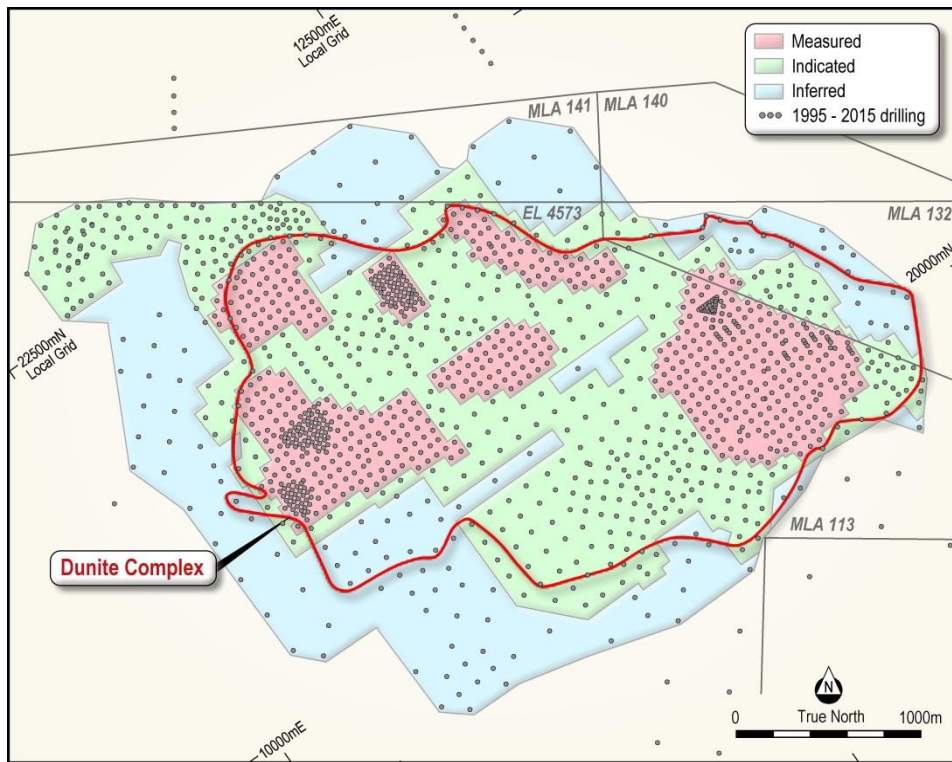 12500mE
Local Grid
Measured
Indicated
Inferred
1995 - 2015 drilling
MLA 141
MLA 140
EL 4573
MLA 132
20000mN
22500mN
Local Grid
MLA 113
Dunite Complex
N
True North
0
1000m
10000mE